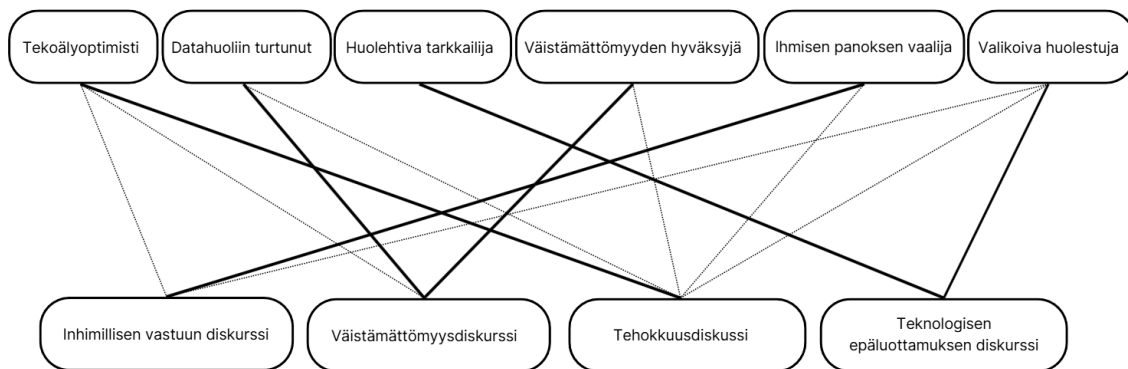 Tekoälyoptimisti
Datahuoliin turtunut
Huolehtiva tarkkailija
Väistämättömyyden hyväksyjä
Ihmisen panoksen vaalija
Valikoiva huolestuja
Inhimillisen vastuun diskurssi
Väistämättömyysdiskurssi
Tehokkuusdiskussi
Teknologisen
epäluottamuksen diskurssi